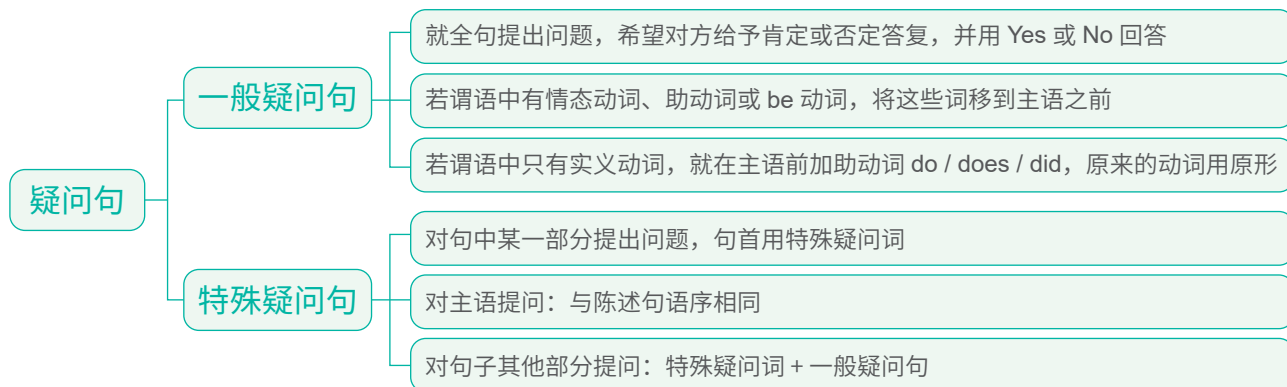 疑问句
一般疑问句
就全句提出问题，希望对方给予肯定或否定答复，并用 Yes 或 No 回答
若谓语中有情态动词、助动词或 be 动词，将这些词移到主语之前
若谓语中只有实义动词，就在主语前加助动词 do / does / did，原来的动词用原形
特殊疑问句
对句中某一部分提出问题，句首用特殊疑问词
对主语提问：与陈述句语序相同
对句子其他部分提问：特殊疑问词 + 一般疑问句